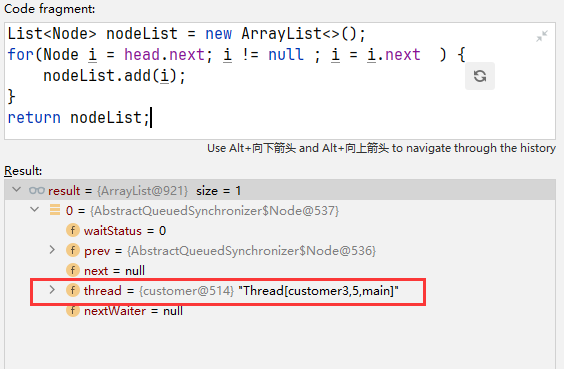 Code fragment:
List<Node> nodeList = new ArrayList<>();
for(Node i = head.next; i != null ; i = i.next  ) {
    nodeList.add(i);
}
return nodeList;
Use Alt+向下箭头 and Alt+向上箭头 to navigate through the history
Result:
result = {ArrayList@921}  size = 1
0 = {AbstractQueuedSynchronizer$Node@537}
f waitStatus = 0
f prev = {AbstractQueuedSynchronizer$Node@536}
f next = null
f thread = {customer@514} "Thread[customer3,5,main]"
f nextWaiter = null